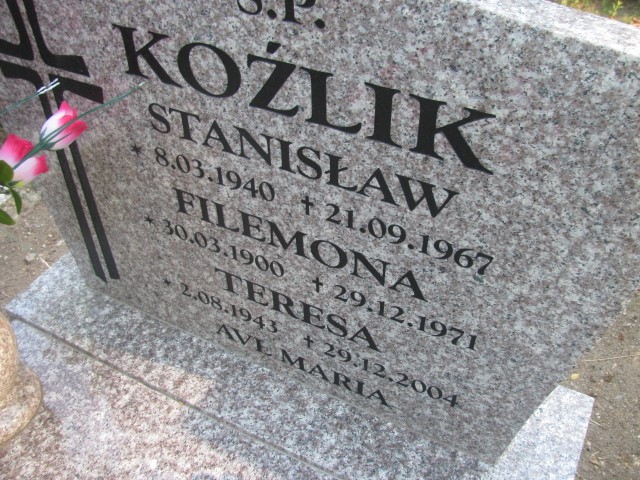 Ś.P.
KOŹLIK
STANISŁAW
* 8.03.1940 † 21.09.1967
FILEMONA
* 30.03.1900 † 29.12.1971
TERESA
* 2.08.1943 † 29.12.2004
AVE MARIA